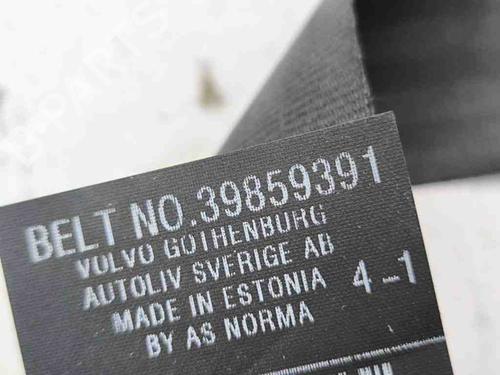 BELT NO.39859391
VOLVO GOTHENBURG
AUTOLIV SVERIGE AB
MADE IN ESTONIA 4-1
BY AS NORMA